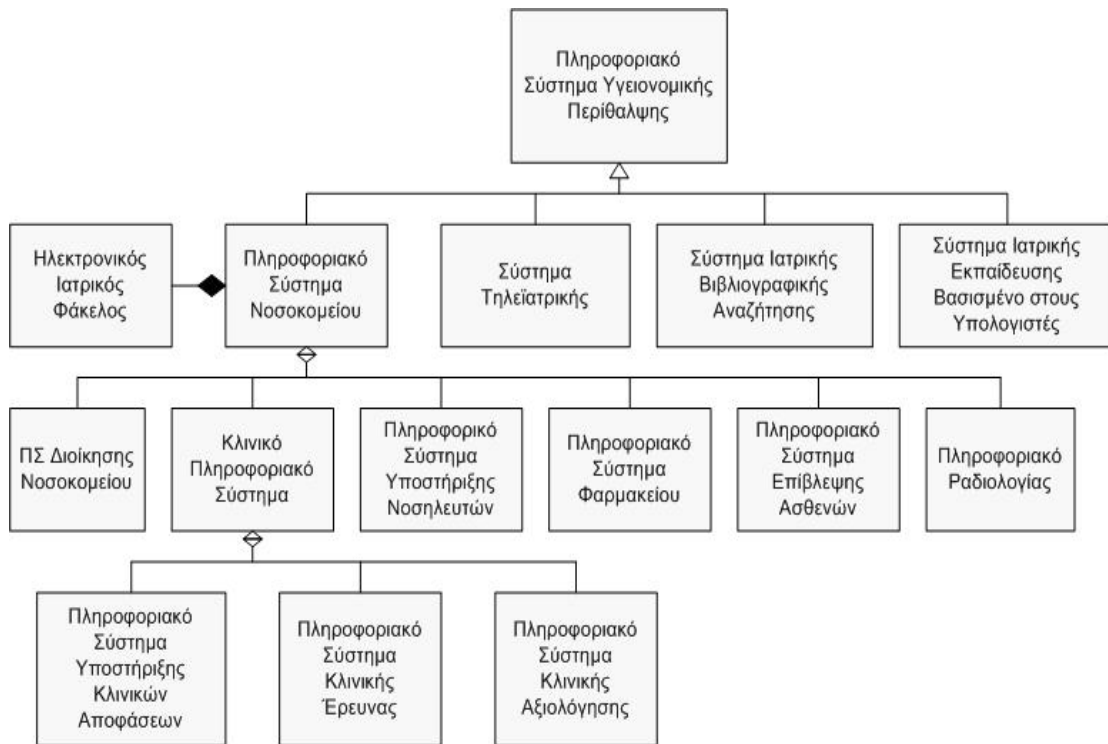 Πληροφοριακό
Σύστημα Υγειονομικής
Περίθαλψης
Ηλεκτρονικός
Ιατρικός
Φάκελος
Πληροφοριακό
Σύστημα
Νοσοκομείου
Σύστημα
Τηλεϊατρικής
Σύστημα Ιατρικής
Βιβλιογραφικής
Αναζήτησης
Σύστημα Ιατρικής
Εκπαίδευσης
Βασισμένο στους
Υπολογιστές
ΠΣ Διοίκησης
Νοσοκομείου
Κλινικό
Πληροφοριακό
Σύστημα
Πληροφορικό
Σύστημα
Υποστήριξης
Νοσηλευτών
Πληροφοριακό
Σύστημα
Φαρμακείου
Πληροφοριακό
Σύστημα
Επίβλεψης
Ασθενών
Πληροφοριακό
Ραδιολογίας
Πληροφοριακό
Σύστημα
Υποστήριξης
Κλινικών
Αποφάσεων
Πληροφοριακό
Σύστημα
Κλινικής
Έρευνας
Πληροφοριακό
Σύστημα
Κλινικής
Αξιολόγησης